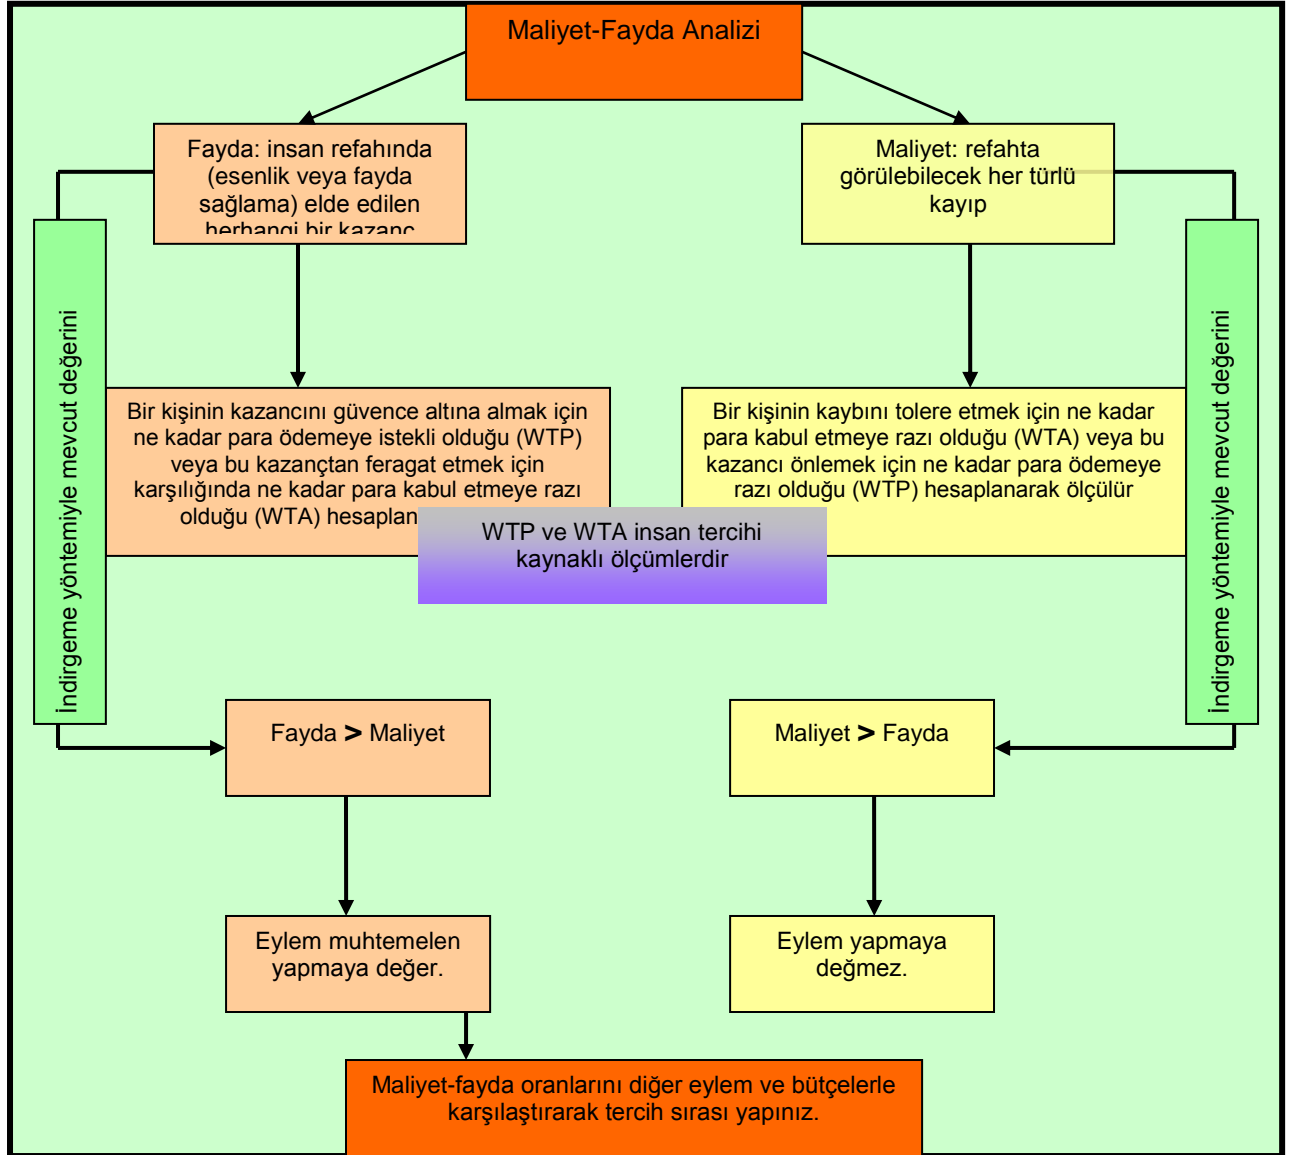 Maliyet-Fayda Analizi
Fayda: insan refahında
(esenlik veya fayda
sağlama) elde edilen
herhangi bir kazanç
Maliyet: refahta
görülebilecek her türlü
kayıp
İndirgeme yöntemiyle mevcut değerini
İndirgeme yöntemiyle mevcut değerini
Bir kişinin kazancını güvence altına almak için
ne kadar para ödemeye istekli olduğu (WTP)
veya bu kazançtan feragat etmek için
karşılığında ne kadar para kabul etmeye razı
olduğu (WTA)
Bir kişinin kaybını tolere etmek için ne kadar
para kabul etmeye razı olduğu (WTA) veya bu
kazancı önlemek için ne kadar para ödemeye
razı olduğu (WTP) hesaplanarak ölçülür
WTP ve WTA insan tercihi
kaynaklı ölçümlerdir
Fayda > Maliyet
Maliyet > Fayda
Eylem muhtemelen
yapmaya değer.
Eylem yapmaya
değmez.
Maliyet-fayda oranlarını diğer eylem ve bütçelerle
karşılaştırarak tercih sırası yapınız.